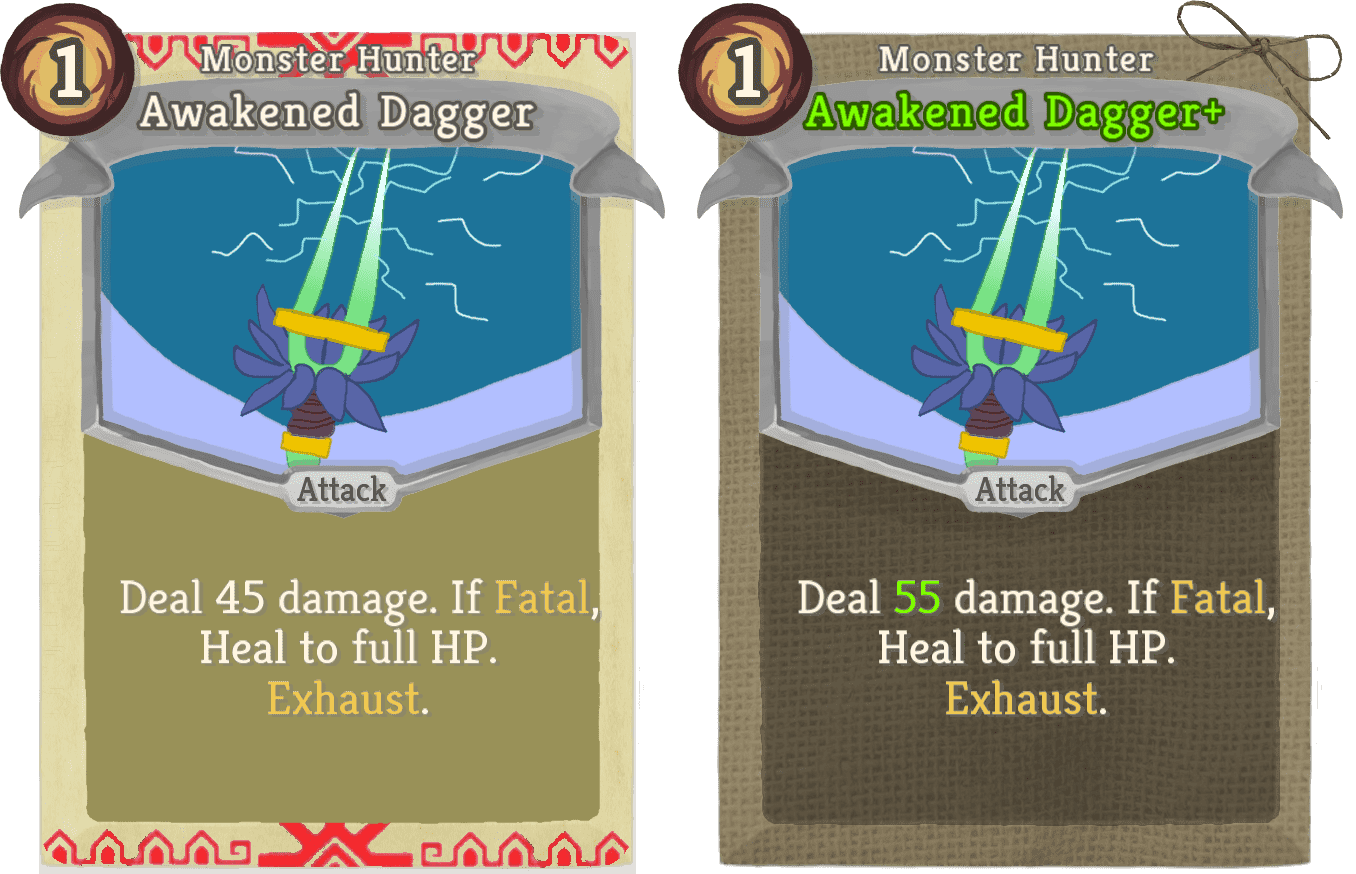 1
Monster Hunter
Awakened Dagger
Attack
Deal 45 damage. If Fatal,
Heal to full HP.
Exhaust.
1
Monster Hunter
Awakened Dagger+
Attack
Deal 55 damage. If Fatal,
Heal to full HP.
Exhaust.